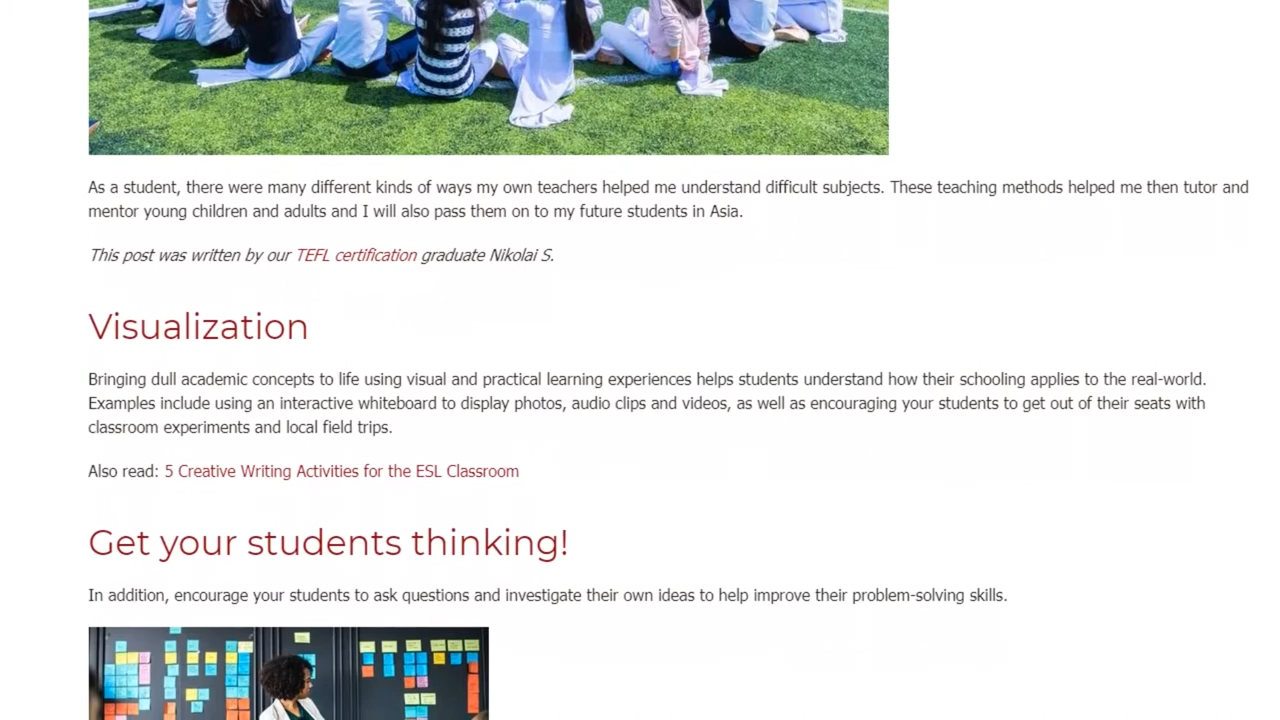 As a student, there were many different kinds of ways my own teachers helped me understand difficult subjects. These teaching methods helped me then tutor and
mentor young children and adults and I will also pass them on to my future students in Asia.
This post was written by our TEFL certification graduate Nikolai S.
Visualization
Bringing dull academic concepts to life using visual and practical learning experiences helps students understand how their schooling applies to the real-world.
Examples include using an interactive whiteboard to display photos, audio clips and videos, as well as encouraging your students to get out of their seats with
classroom experiments and local field trips.
Also read: 5 Creative Writing Activities for the ESL Classroom
Get your students thinking!
In addition, encourage your students to ask questions and investigate their own ideas to help improve their problem-solving skills.